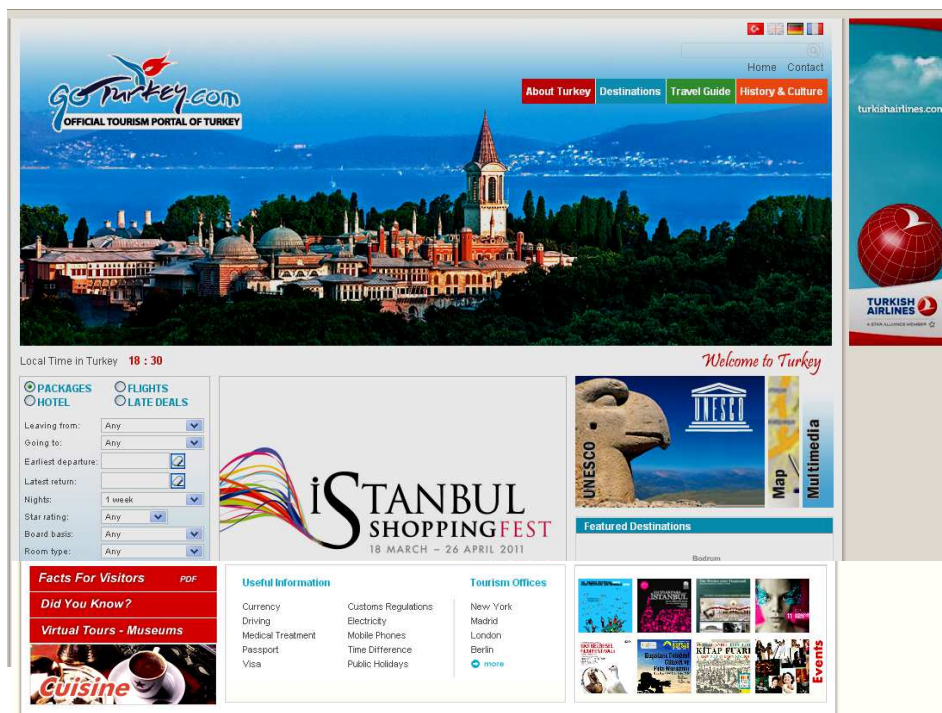 Home Contact
goTurkey.com
OFFICIAL TOURISM PORTAL OF TURKEY
About Turkey Destinations Travel Guide History & Culture
turkishairlines.com
TURKISH
AIRLINES
A STAR ALLIANCE MEMBER
Local Time in Turkey 18 : 30
Welcome to Turkey
PACKAGES FLIGHTS
HOTEL LATE DEALS
Leaving from: Any
Going to: Any
Earliest departure:
Latest return:
Nights: 1 week
Star rating: Any
Board basis: Any
Room type: Any
iSTANBUL
SHOPPINGFEST
18 MARCH – 26 APRIL 2011
UNESCO
UNESCO
Map
Multimedia
Featured Destinations
Bodrum
Facts For Visitors PDF
Did You Know?
Virtual Tours - Museums
Cuisine
Useful Information
Currency
Driving
Medical Treatment
Passport
Visa
Customs Regulations
Electricity
Mobile Phones
Time Difference
Public Holidays
Tourism Offices
New York
Madrid
London
Berlin
more
ISTANBUL
KİTAP FUARI
Events